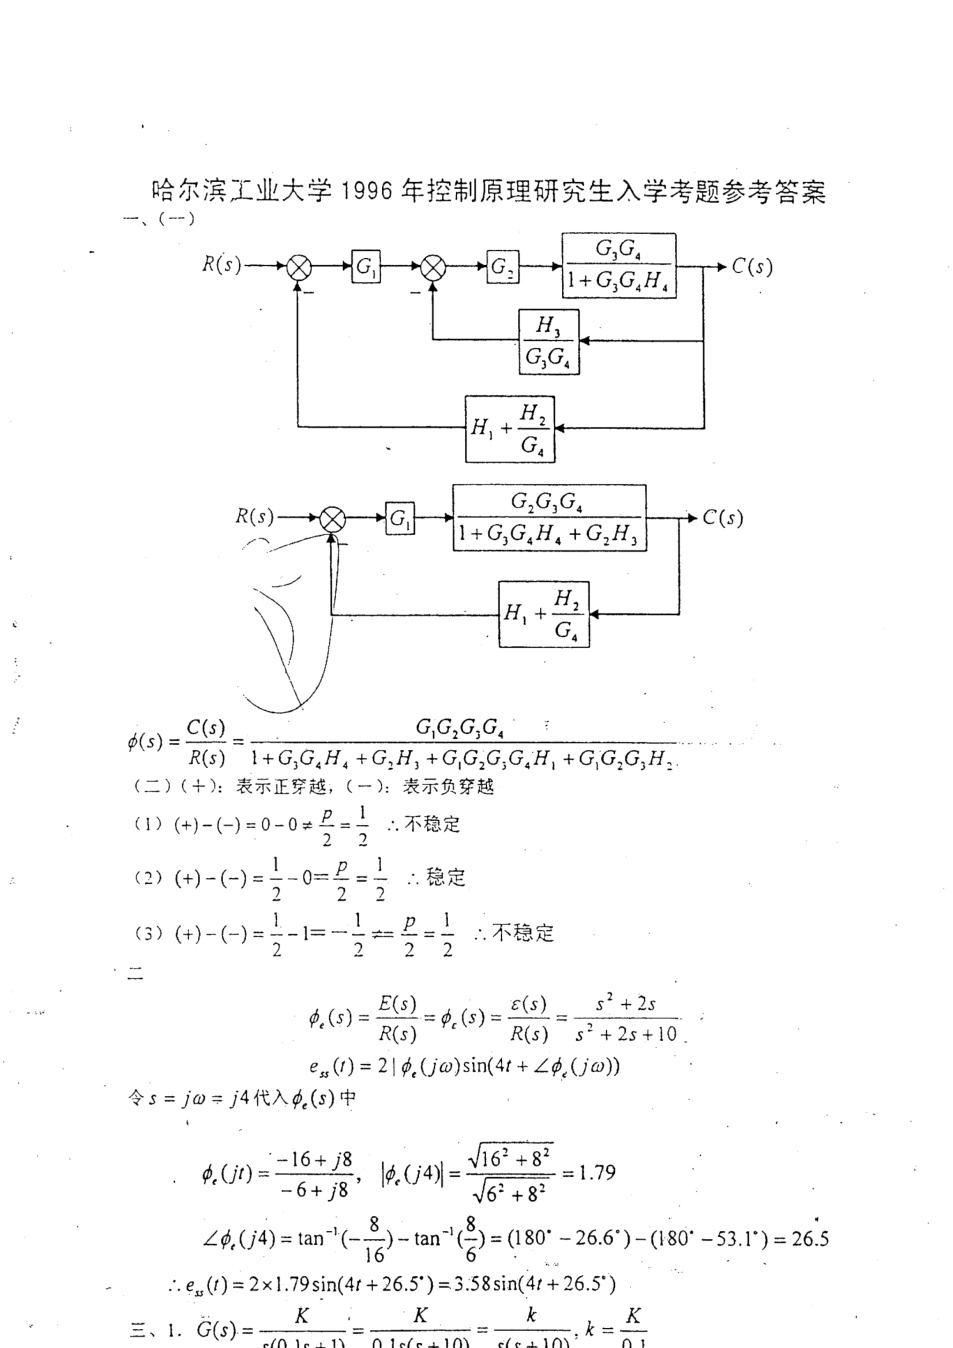 哈尔滨工业大学 1996 年控制原理研究生入学考题参考答案
一、(一)
R(s) G₁ G₂ G₃G₄ / (1+G₃G₄H₄) C(s)
− −
H₃ / G₃G₄
H₁ + H₂/G₄
R(s) G₁ G₂G₃G₄ / (1+G₃G₄H₄+G₂H₃) C(s)
−
H₁ + H₂/G₄
ϕ(s) = C(s)/R(s) = G₁G₂G₃G₄ / (1+G₃G₄H₄+G₂H₃+G₁G₂G₃G₄H₁+G₁G₂G₃H₂)
(二)(+): 表示正穿越,(−): 表示负穿越
(1) (+)−(−)=0−0≠ p/2 = 1/2 ∴不稳定
(2) (+)−(−)= 1/2 −0= p/2 = 1/2 ∴稳定
(3) (+)−(−)= 1/2 −1= −1/2 ≠ p/2 = 1/2 ∴不稳定
二
ϕₑ(s) = E(s)/R(s) = ϕₑ(s) = ε(s)/R(s) = (s²+2s)/(s²+2s+10)
eₛₛ(t) = 2|ϕₑ(jω)sin(4t+∠ϕₑ(jω))
令 s = jω = j4代入ϕₑ(s)中
ϕₑ(jt) = (−16+j8)/(−6+j8), |ϕₑ(j4)| = √(16²+8²)/√(6²+8²) = 1.79
∠ϕₑ(j4) = tan⁻¹(−8/16) − tan⁻¹(8/6) = (180°−26.6°)−(180°−53.1°) = 26.5
∴eₛₛ(t) = 2×1.79sin(4t+26.5°)=3.58sin(4t+26.5°)
三、1. G(s) = K/(s(0.1s+1)) = K/(0.1s(s+10)) = k/(s(s+10)), k = K/0.1